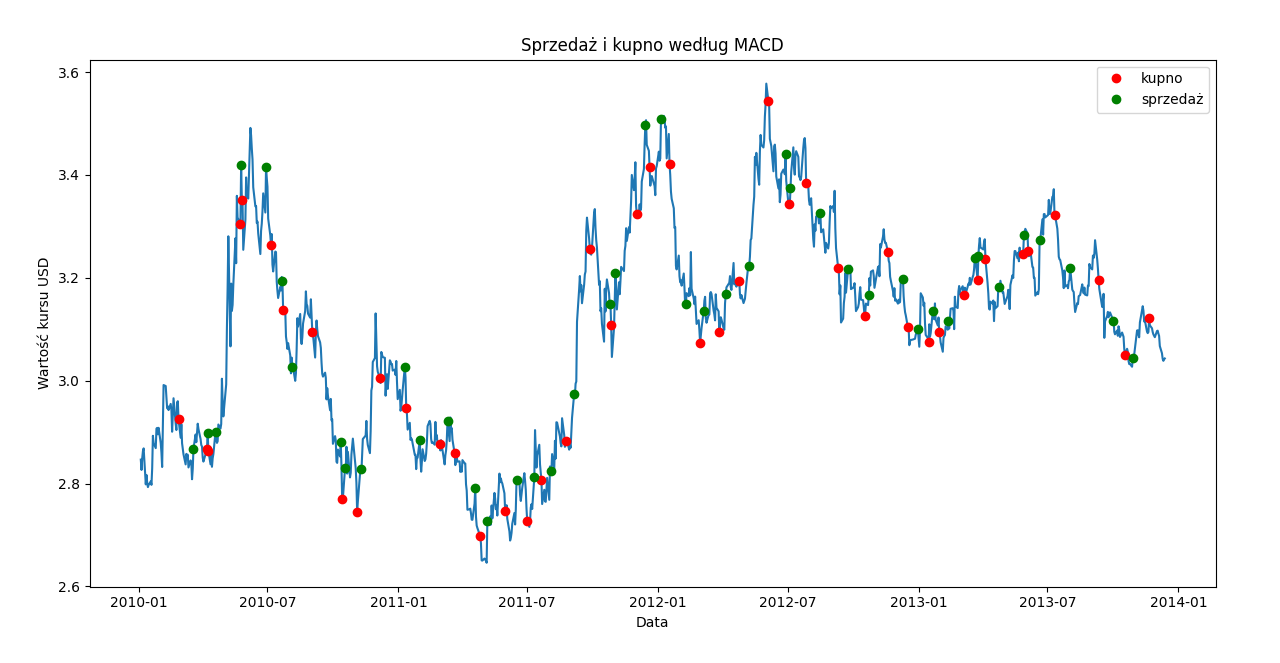 Sprzedaż i kupno według MACD
kupno
sprzedaż
Wartość kursu USD
3.6
3.4
3.2
3.0
2.8
2.6
2010-01 2010-07 2011-01 2011-07 2012-01 2012-07 2013-01 2013-07 2014-01
Data